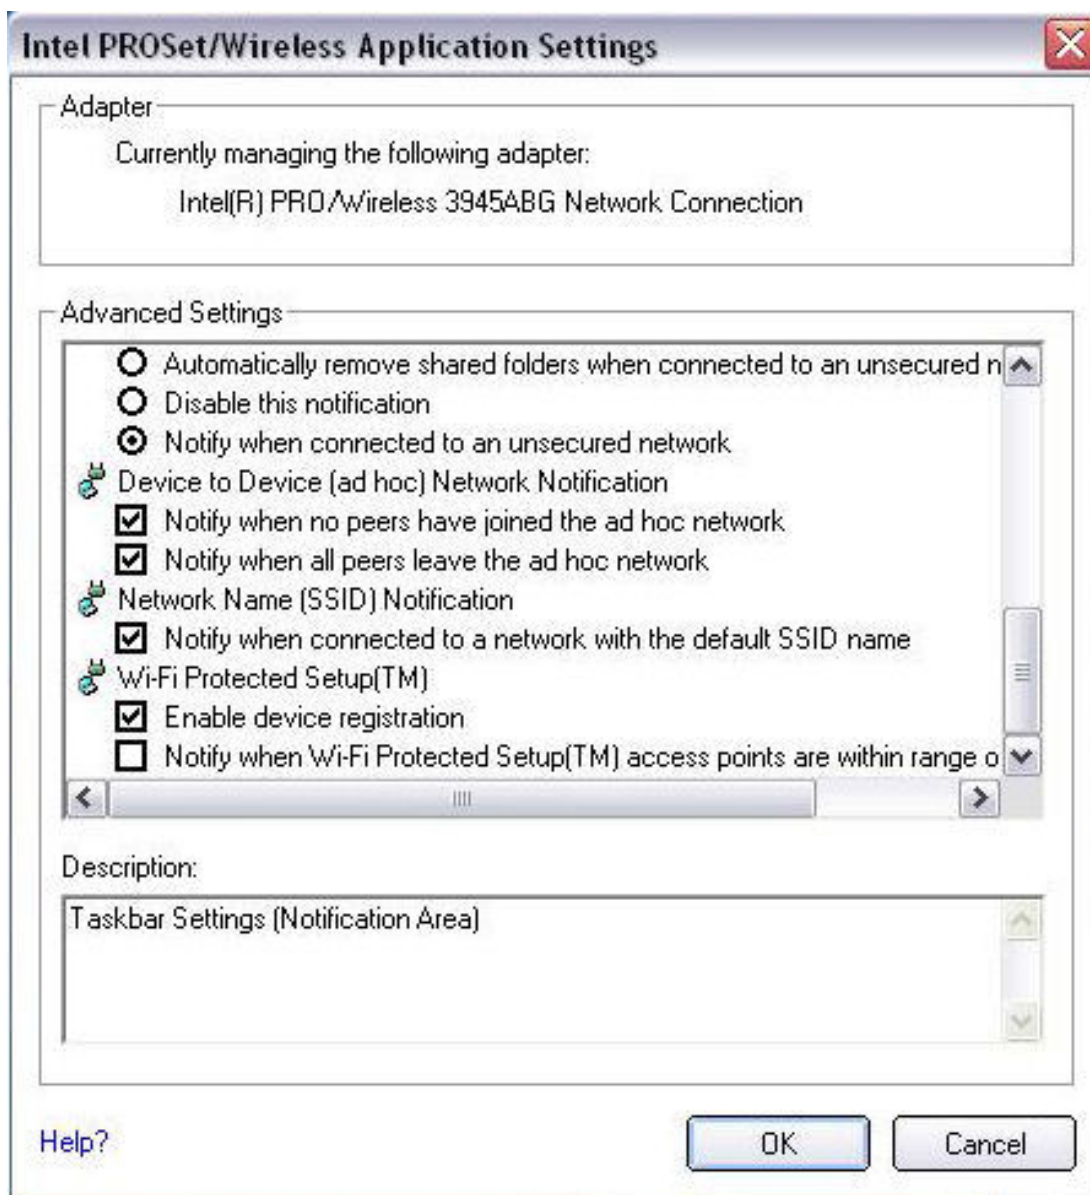 Intel PROSet/Wireless Application Settings
Adapter
Currently managing the following adapter:
Intel(R) PRO/Wireless 3945ABG Network Connection
Advanced Settings
Automatically remove shared folders when connected to an unsecured n
Disable this notification
Notify when connected to an unsecured network
Device to Device (ad hoc) Network Notification
Notify when no peers have joined the ad hoc network
Notify when all peers leave the ad hoc network
Network Name (SSID) Notification
Notify when connected to a network with the default SSID name
Wi-Fi Protected Setup(TM)
Enable device registration
Notify when Wi-Fi Protected Setup(TM) access points are within range o
Description:
Taskbar Settings (Notification Area)
Help?
OK
Cancel